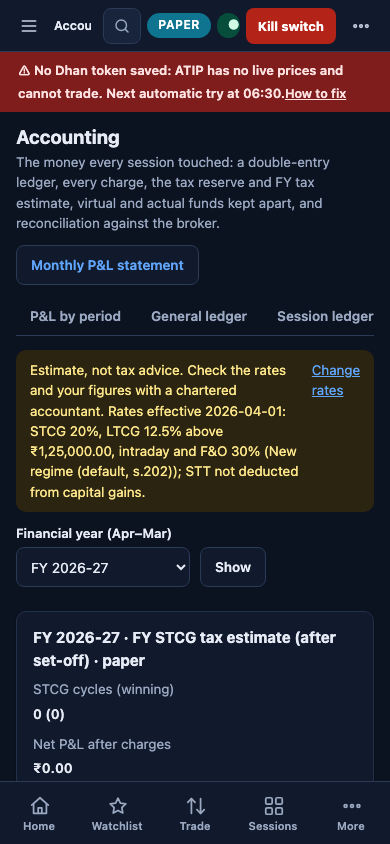 Accou
PAPER
Kill switch
⚠ No Dhan token saved: ATIP has no live prices and
cannot trade. Next automatic try at 06:30.How to fix
Accounting
The money every session touched: a double-entry
ledger, every charge, the tax reserve and FY tax
estimate, virtual and actual funds kept apart, and
reconciliation against the broker.
Monthly P&L statement
P&L by period
General ledger
Session ledger
Estimate, not tax advice. Check the rates
and your figures with a chartered
accountant. Rates effective 2026-04-01:
STCG 20%, LTCG 12.5% above
₹1,25,000.00, intraday and F&O 30% (New
regime (default, s.202)); STT not deducted
from capital gains.
Change
rates
Financial year (Apr–Mar)
FY 2026-27
Show
FY 2026-27 · FY STCG tax estimate (after
set-off) · paper
STCG cycles (winning)
0 (0)
Net P&L after charges
₹0.00
Home
Watchlist
Trade
Sessions
More